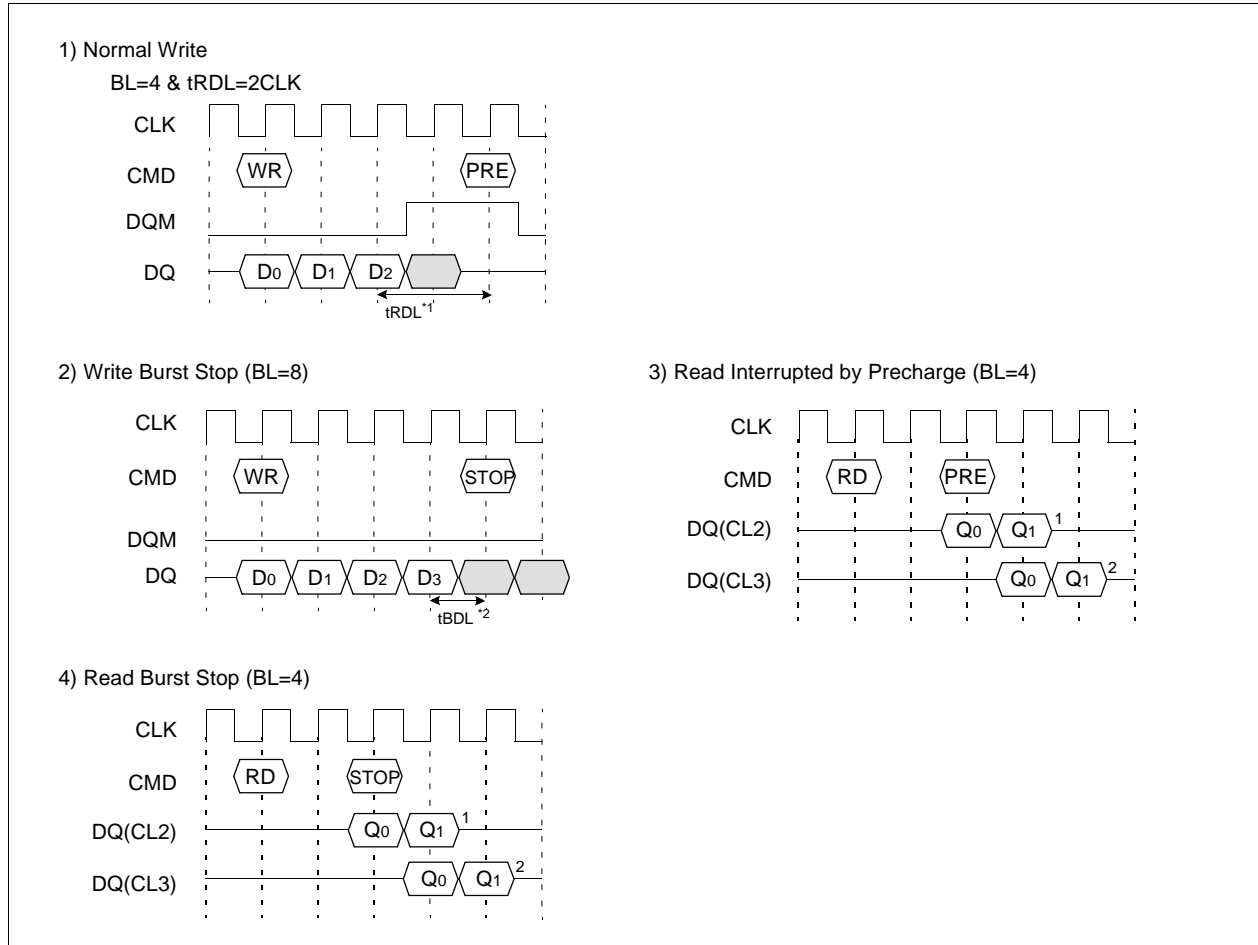 1) Normal Write
BL=4 & tRDL=2CLK
CLK
CMD WR PRE
DQM
DQ D0 D1 D2
tRDL*1
2) Write Burst Stop (BL=8)
CLK
CMD WR STOP
DQM
DQ D0 D1 D2 D3
tBDL *2
3) Read Interrupted by Precharge (BL=4)
CLK
CMD RD PRE
DQ(CL2) Q0 Q1 1
DQ(CL3) Q0 Q1 2
4) Read Burst Stop (BL=4)
CLK
CMD RD STOP
DQ(CL2) Q0 Q1 1
DQ(CL3) Q0 Q1 2